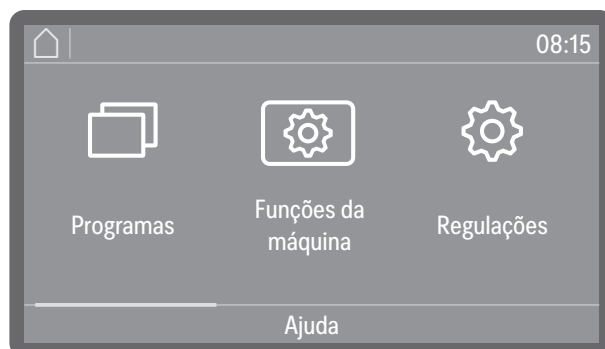 08:15
Programas
Funções da
máquina
Regulações
Ajuda